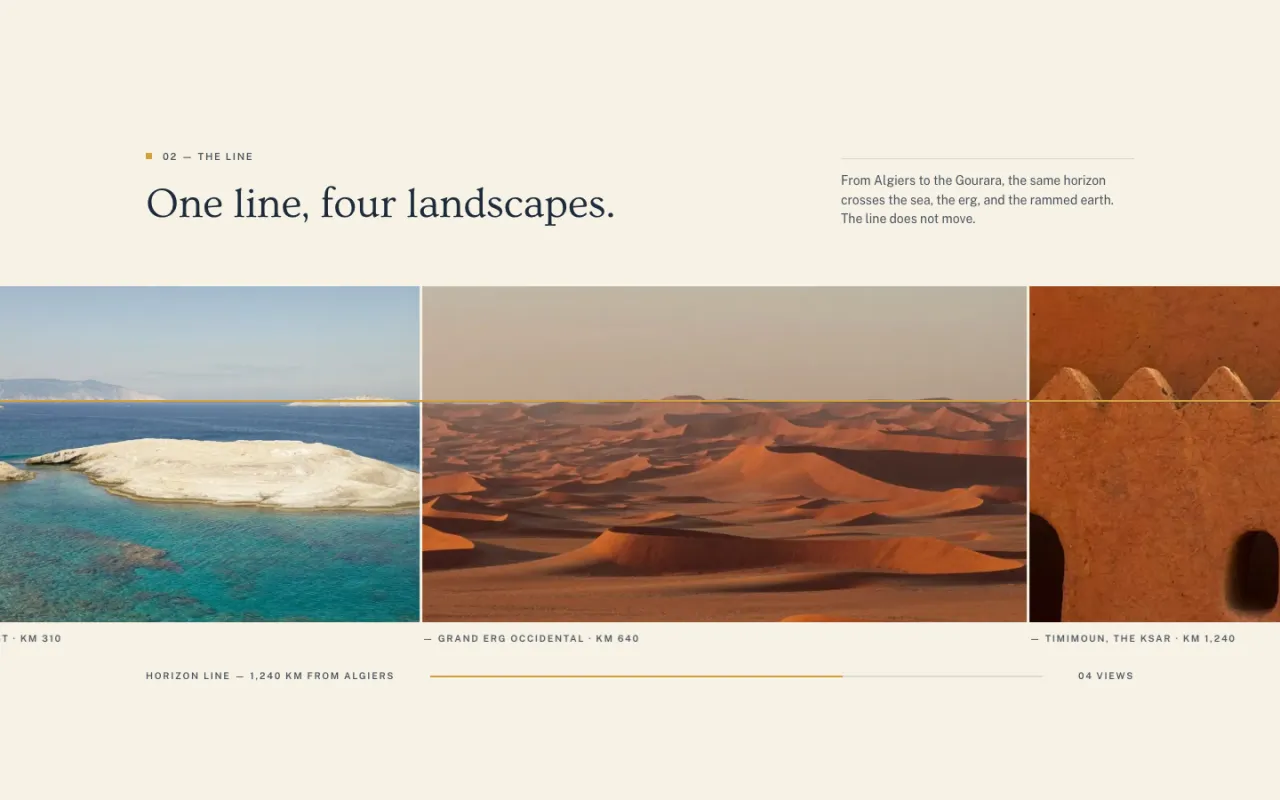 02 — THE LINE
One line, four landscapes.
From Algiers to the Gourara, the same horizon
crosses the sea, the erg, and the rammed earth.
The line does not move.
T · KM 310
— GRAND ERG OCCIDENTAL · KM 640
— TIMIMOUN, THE KSAR · KM 1,240
HORIZON LINE — 1,240 KM FROM ALGIERS
04 VIEWS